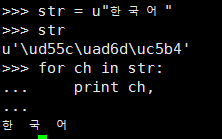 >>> str = u"한국어"
>>> str
u'\ud55c\uad6d\uc5b4'
>>> for ch in str:
...     print ch,
...
한 국 어